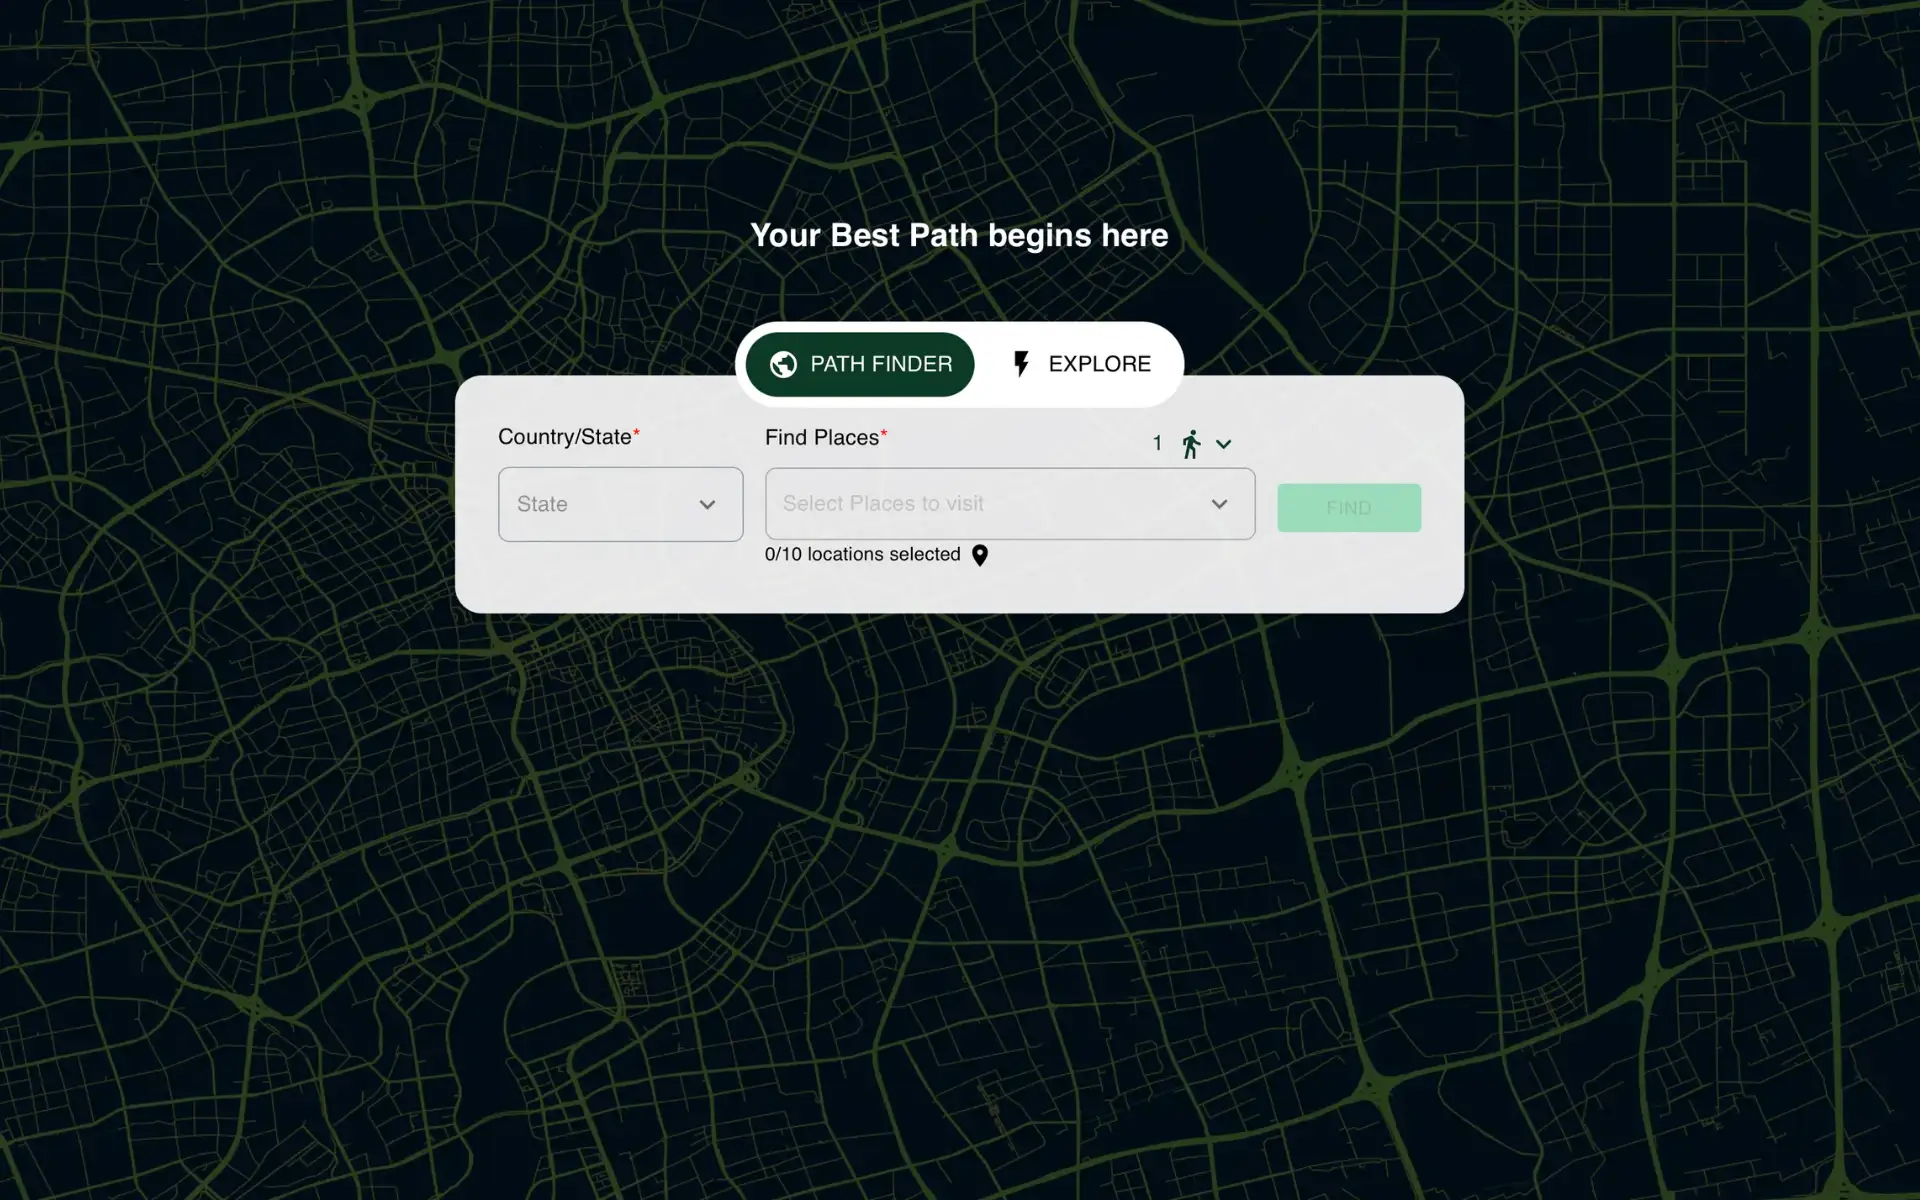 Your Best Path begins here
PATH FINDER
EXPLORE
Country/State*
Find Places*
1
State
Select Places to visit
FIND
0/10 locations selected